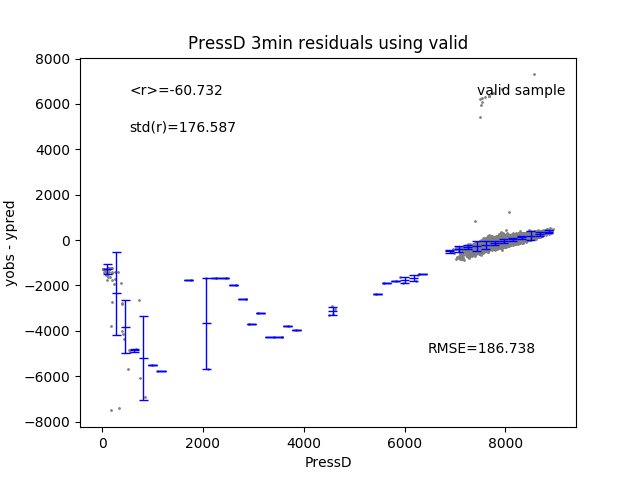 PressD 3min residuals using valid
<r>=-60.732
valid sample
std(r)=176.587
RMSE=186.738
yobs - ypred
8000
6000
4000
2000
0
−2000
−4000
−6000
−8000
0 2000 4000 6000 8000
PressD